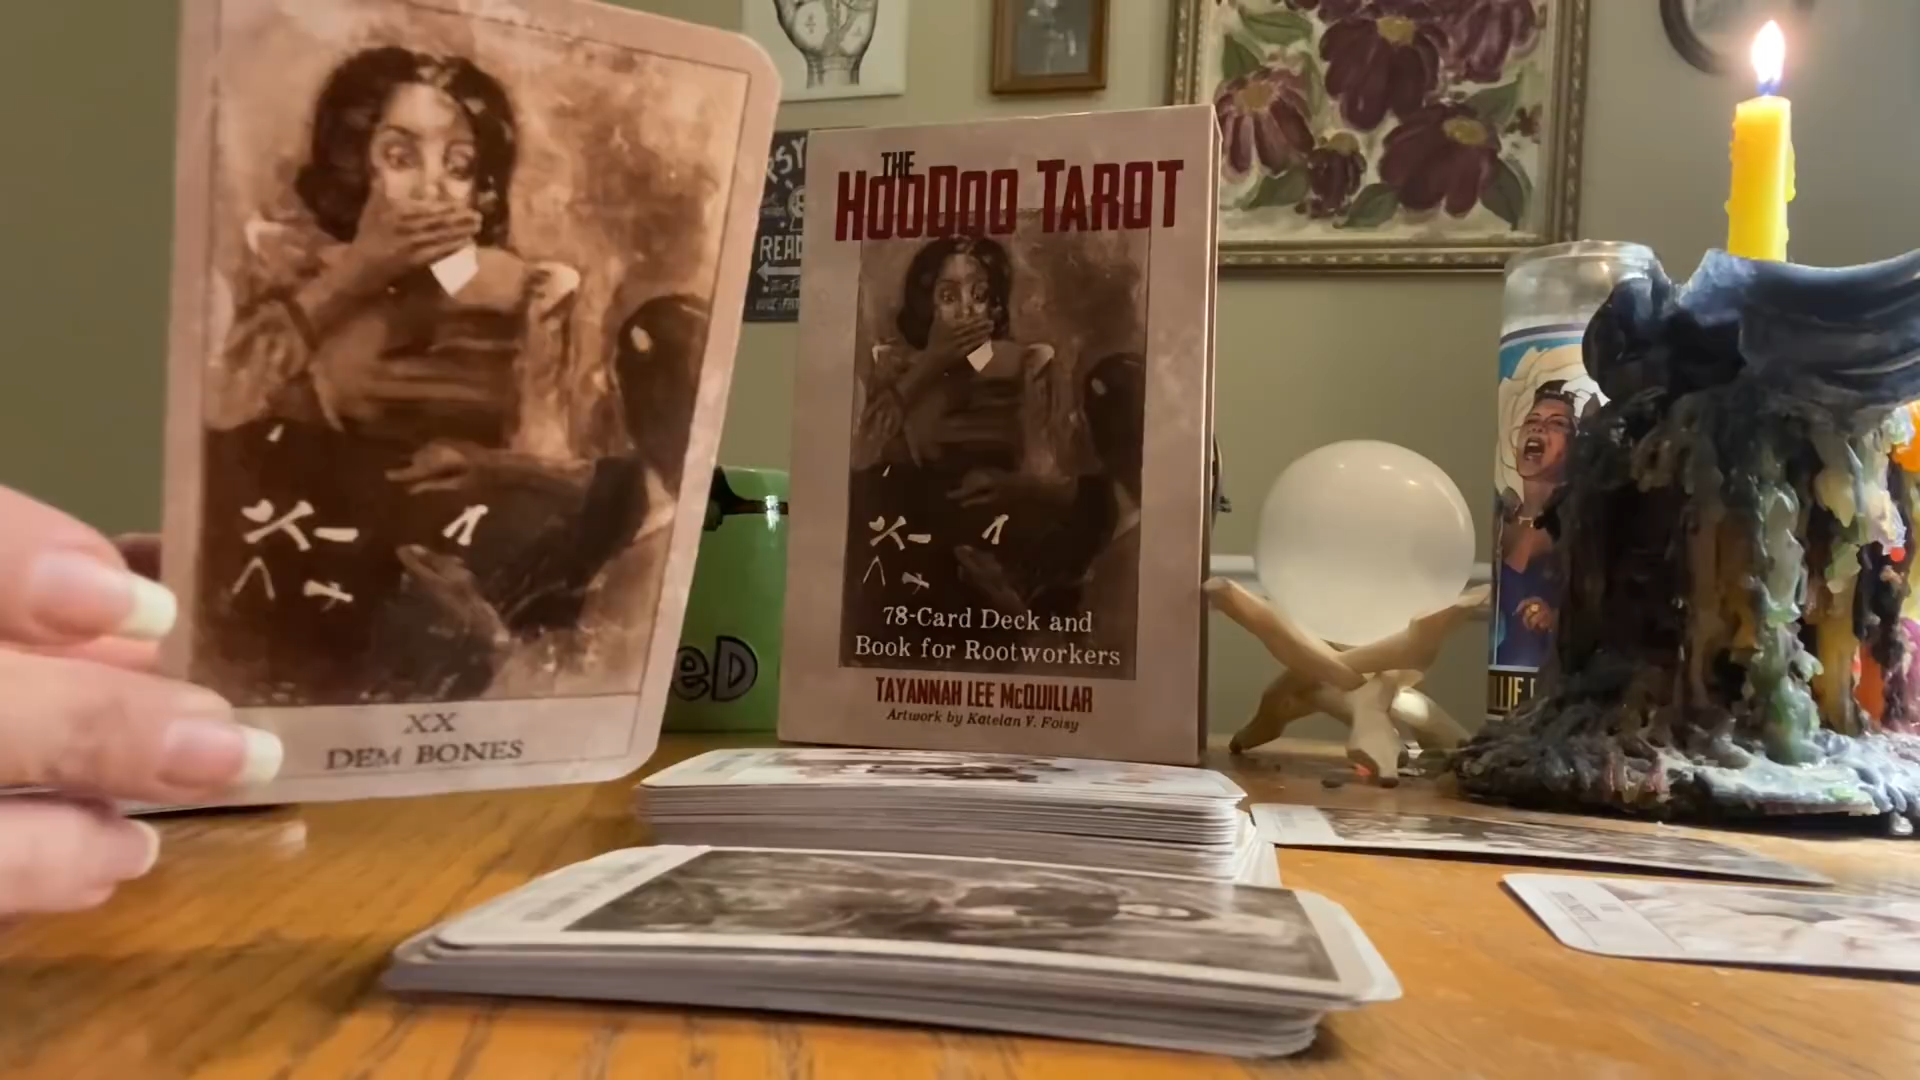 XX
DEM BONES
THE
HOODOO TAROT
78-Card Deck and
Book for Rootworkers
TAYANNAH LEE McQUILLAR
Artwork by Katelan V. Foisy